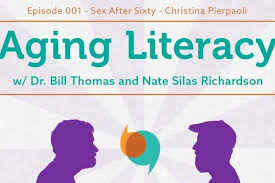 Episode 001 - Sex After Sixty - Christina Pierpaoli
Aging Literacy
w/ Dr. Bill Thomas and Nate Silas Richardson